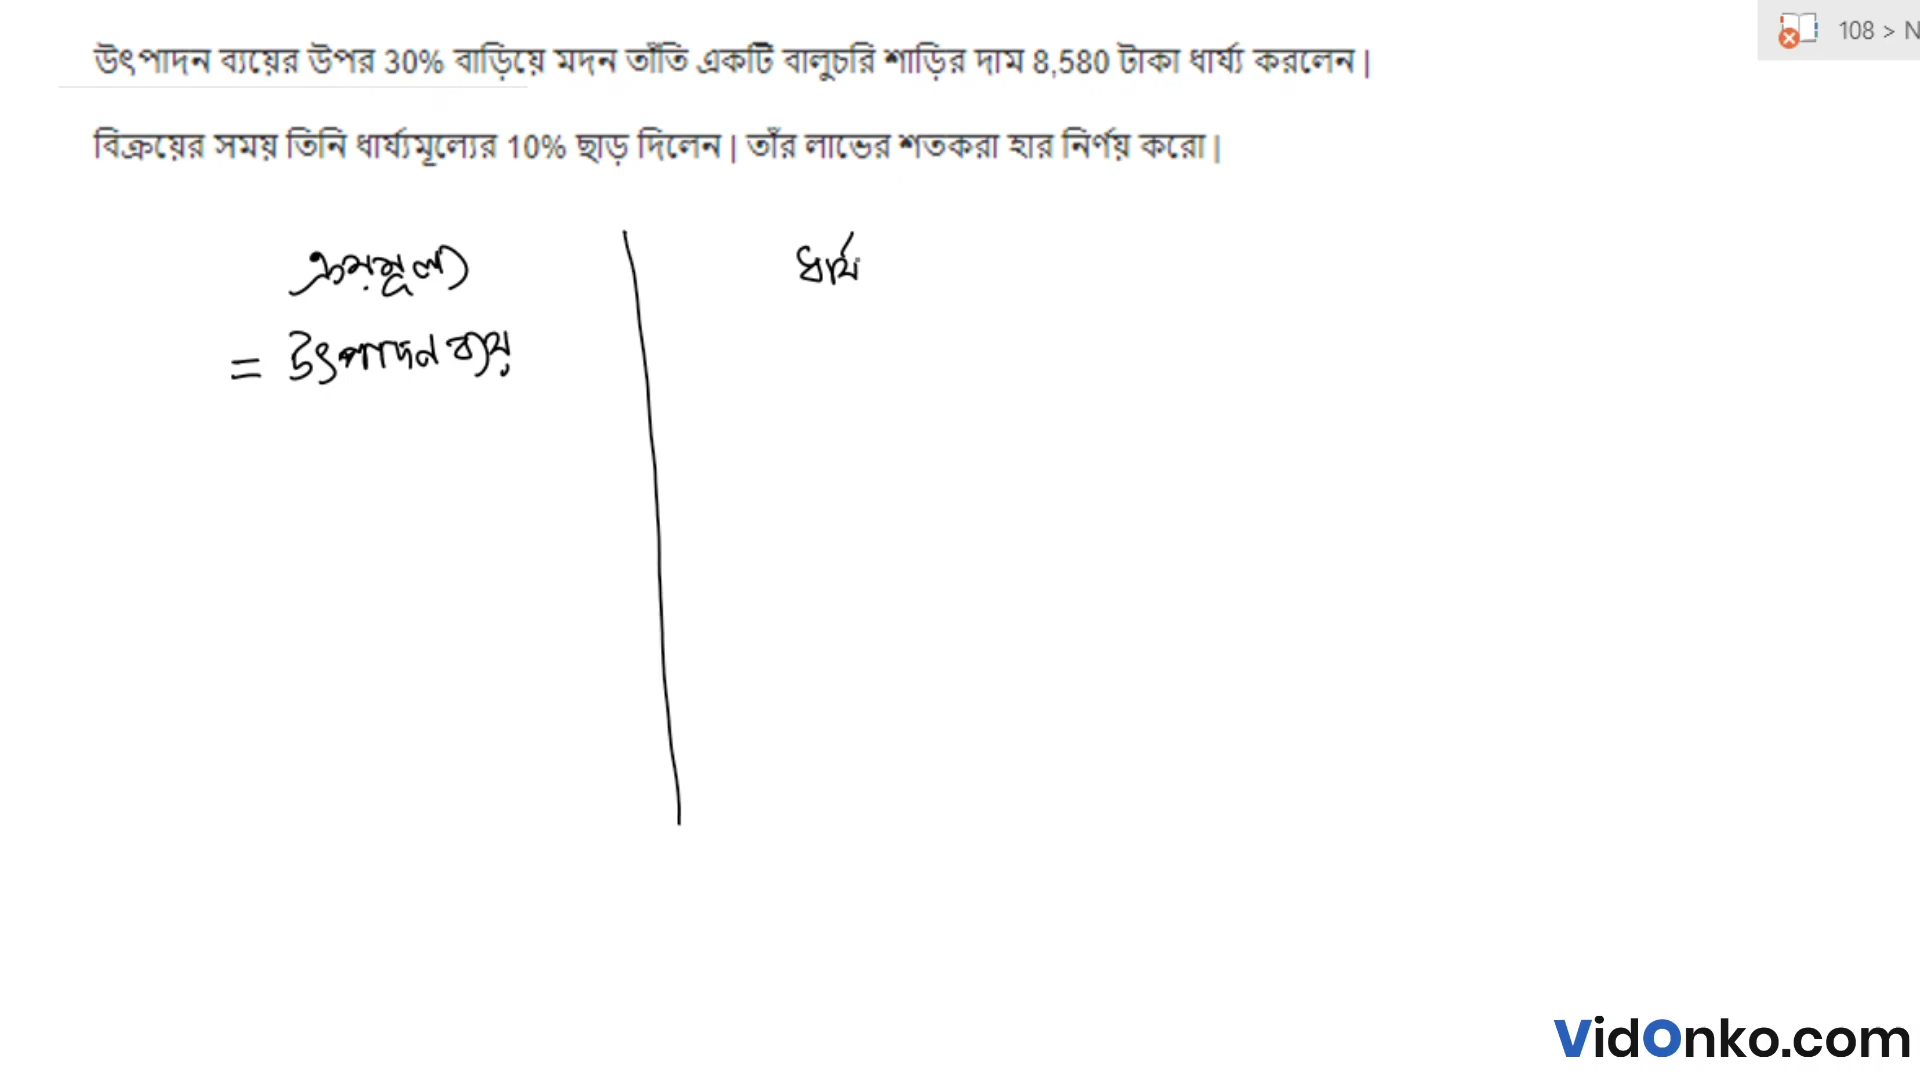 উৎপাদন ব্যয়ের উপর 30% বাড়িয়ে মদন তাঁতি একটি বালুচরি শাড়ির দাম 8,580 টাকা ধার্য্য করলেন |
108 > N
বিক্রয়ের সময় তিনি ধার্য্যমূল্যের 10% ছাড় দিলেন | তাঁর লাভের শতকরা হার নির্ণয় করো |
ক্রয়মূল্য
ধার্য
= উৎপাদন ব্যয়
VidOnko.com